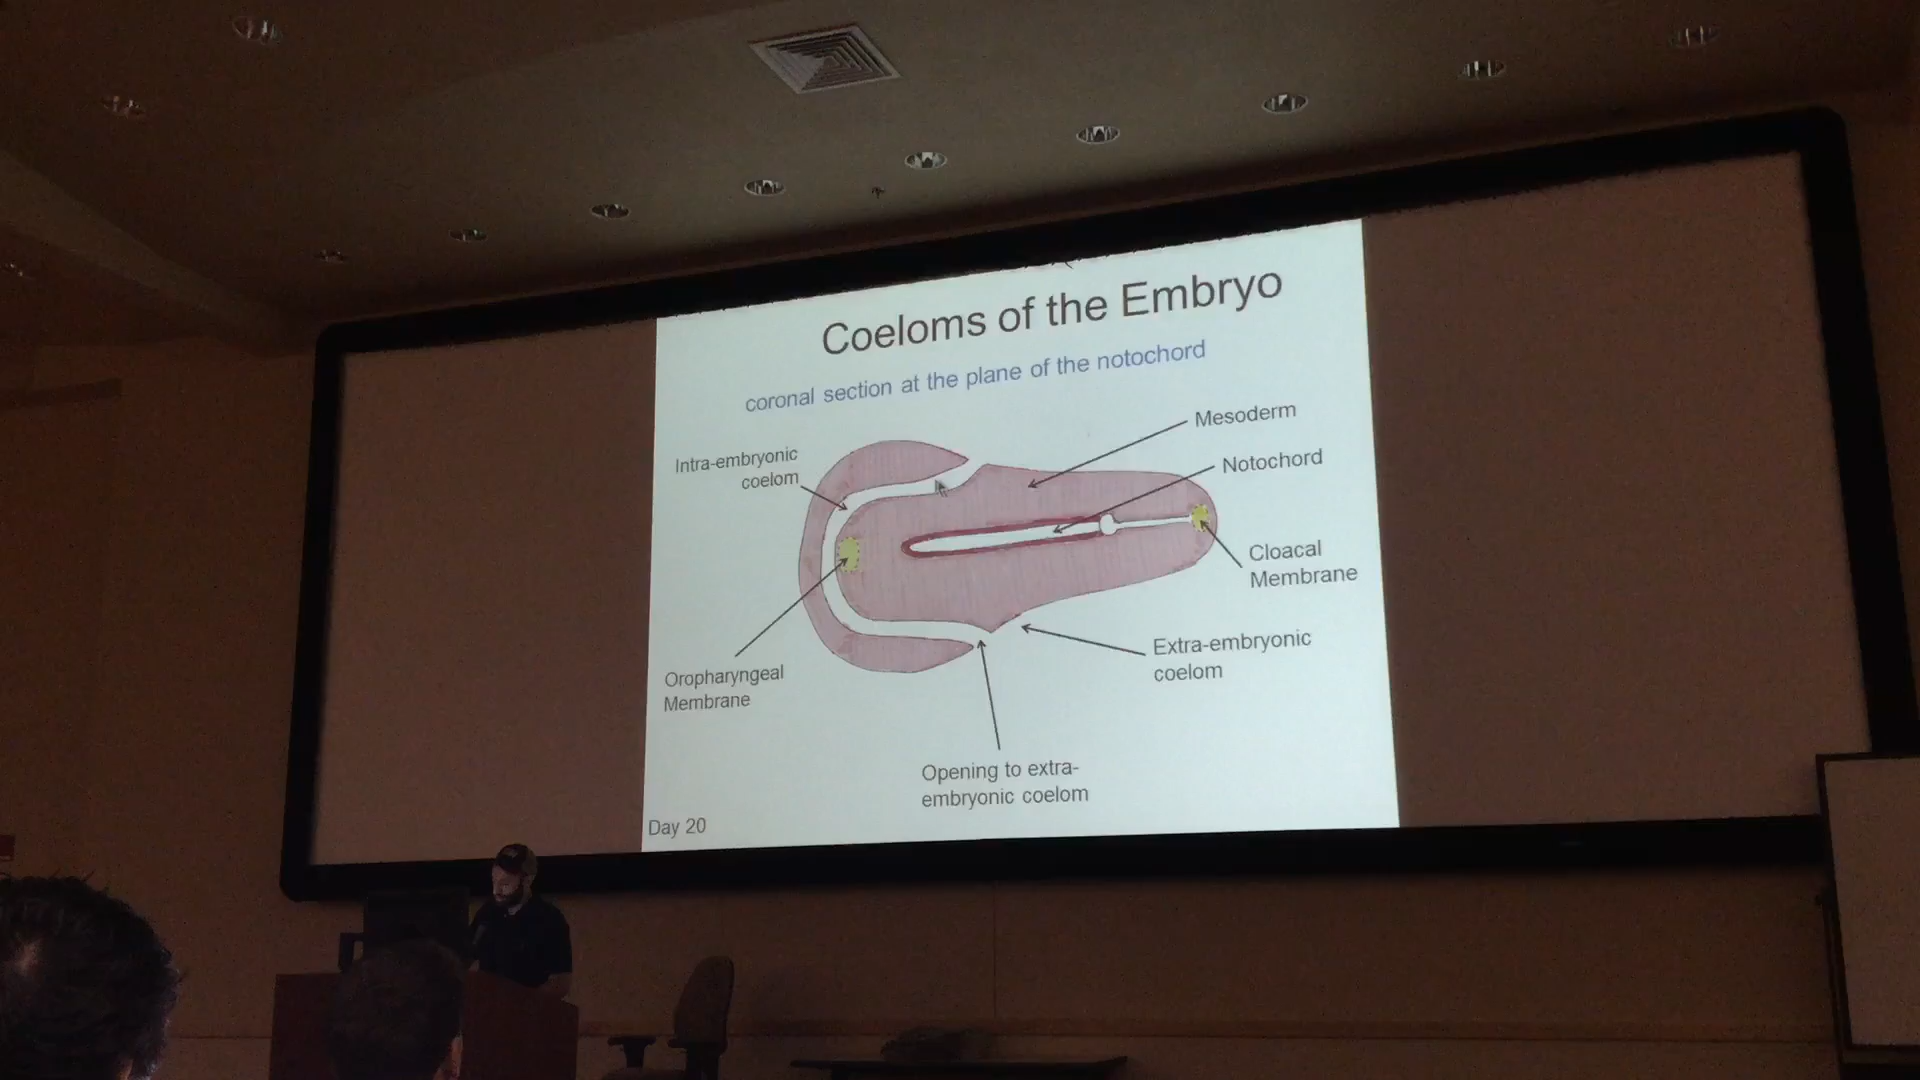 Coeloms of the Embryo
coronal section at the plane of the notochord
Mesoderm
Intra-embryonic
coelom
Notochord
Cloacal
Membrane
Extra-embryonic
coelom
Oropharyngeal
Membrane
Opening to extra-
embryonic coelom
Day 20